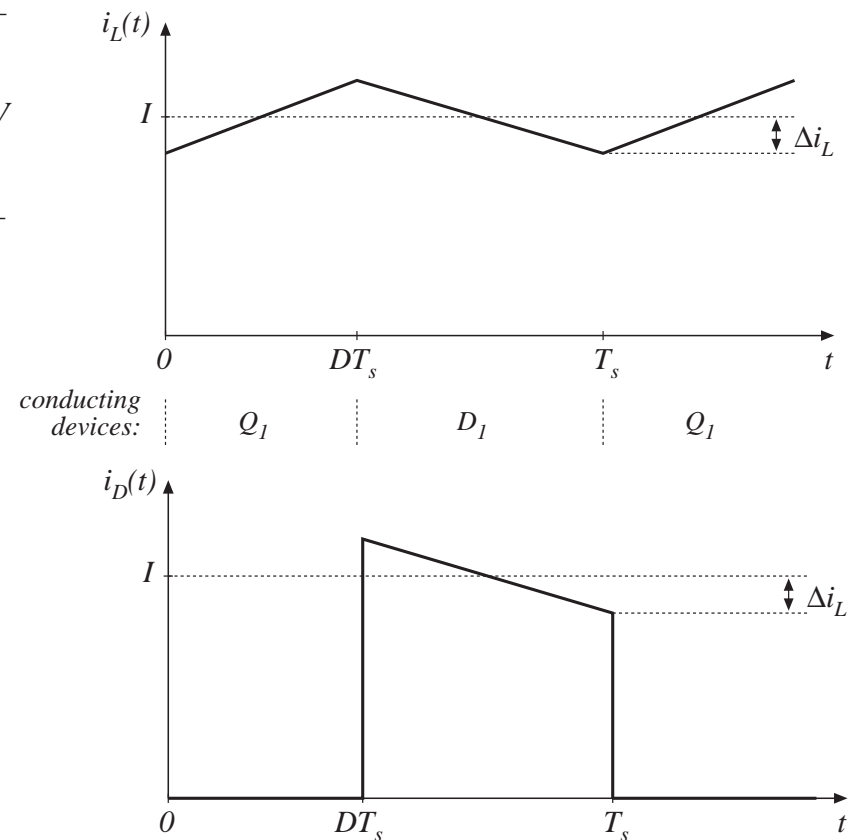 i_L(t)
V
I
Δi_L
0 DT_s T_s t
conducting
devices: Q_1 D_1 Q_1
i_D(t)
I
Δi_L
0 DT_s T_s t